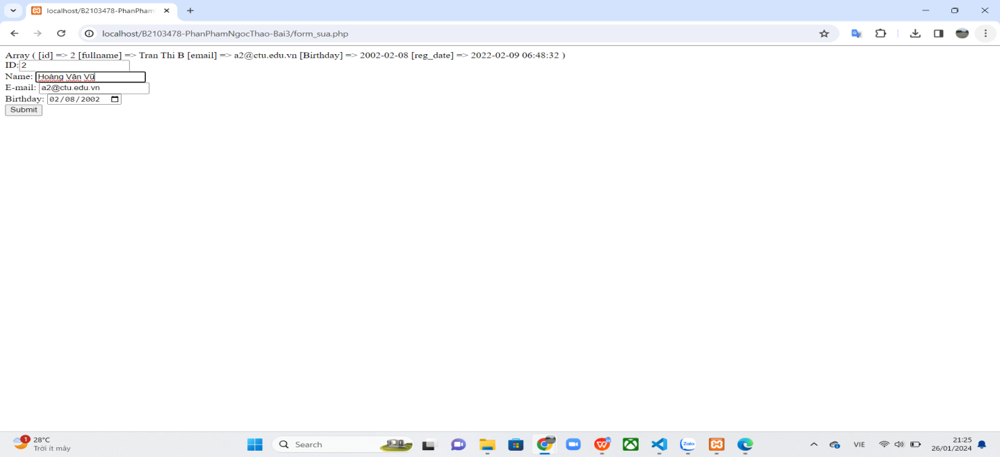 localhost/B2103478-PhanPham
localhost/B2103478-PhanPhamNgocThao-Bai3/form_sua.php
Array ( [id] => 2 [fullname] => Tran Thi B [email] => a2@ctu.edu.vn [Birthday] => 2002-02-08 [reg_date] => 2022-02-09 06:48:32 )
ID: 2
Name: Hoàng Văn Vũ
E-mail: a2@ctu.edu.vn
Birthday: 02/08/2002
Submit
1
28°C
Trời ít mây
Search
Zalo
VIE
21:25
26/01/2024